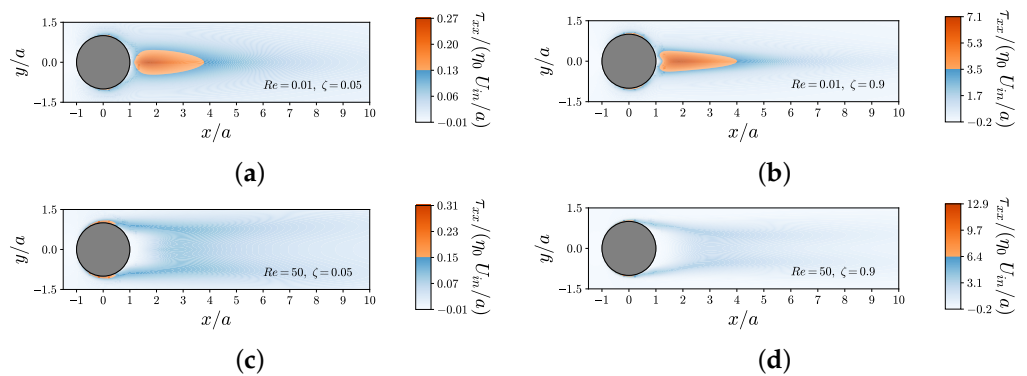 1.5
0.0
−1.5
y/a
−1 0 1 2 3 4 5 6 7 8 9 10
x/a
Re = 0.01, ζ = 0.05
0.27
0.20
0.13
0.06
−0.01
τxx/(η0 Uin/a)
(a)
1.5
0.0
−1.5
y/a
−1 0 1 2 3 4 5 6 7 8 9 10
x/a
Re = 0.01, ζ = 0.9
7.1
5.3
3.5
1.7
−0.2
τxx/(η0 Uin/a)
(b)
1.5
0.0
−1.5
y/a
−1 0 1 2 3 4 5 6 7 8 9 10
x/a
Re = 50, ζ = 0.05
0.31
0.23
0.15
0.07
−0.01
τxx/(η0 Uin/a)
(c)
1.5
0.0
−1.5
y/a
−1 0 1 2 3 4 5 6 7 8 9 10
x/a
Re = 50, ζ = 0.9
12.9
9.7
6.4
3.1
−0.2
τxx/(η0 Uin/a)
(d)